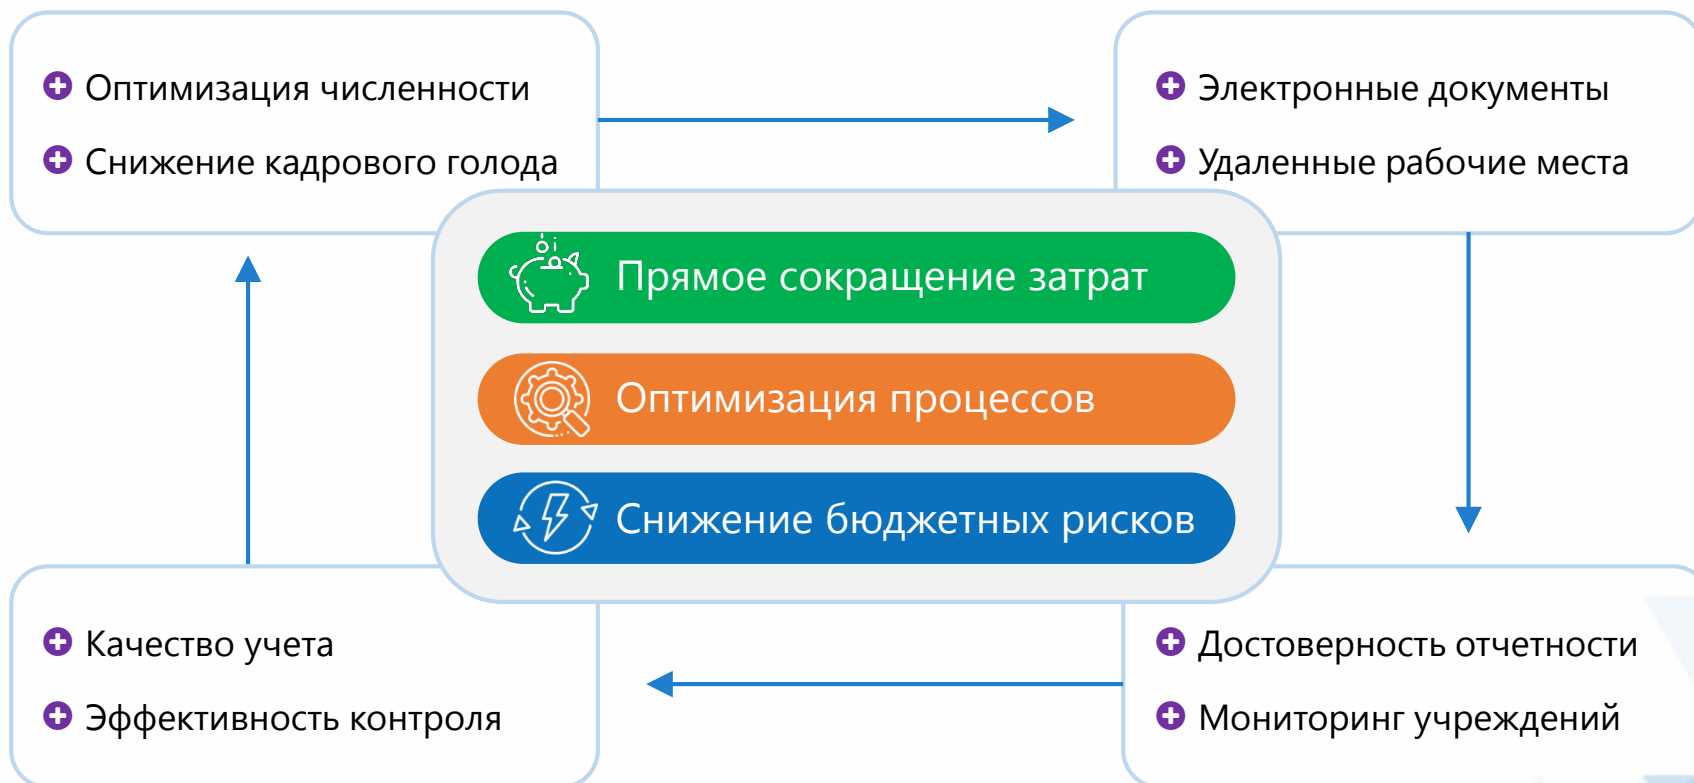 Оптимизация численности
Снижение кадрового голода
Электронные документы
Удаленные рабочие места
Прямое сокращение затрат
Оптимизация процессов
Снижение бюджетных рисков
Качество учета
Эффективность контроля
Достоверность отчетности
Мониторинг учреждений